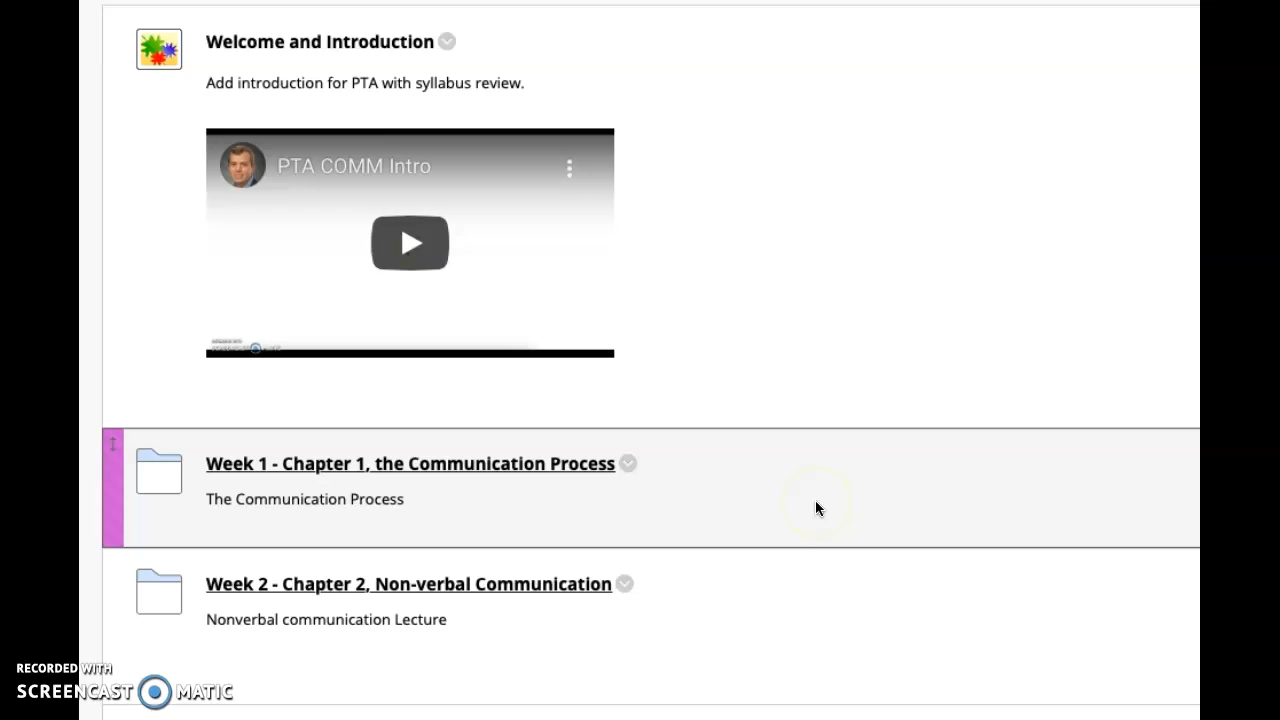 Welcome and Introduction
Add introduction for PTA with syllabus review.
PTA COMM Intro
Week 1 - Chapter 1, the Communication Process
The Communication Process
Week 2 - Chapter 2, Non-verbal Communication
Nonverbal communication Lecture
RECORDED WITH
SCREENCAST MATIC